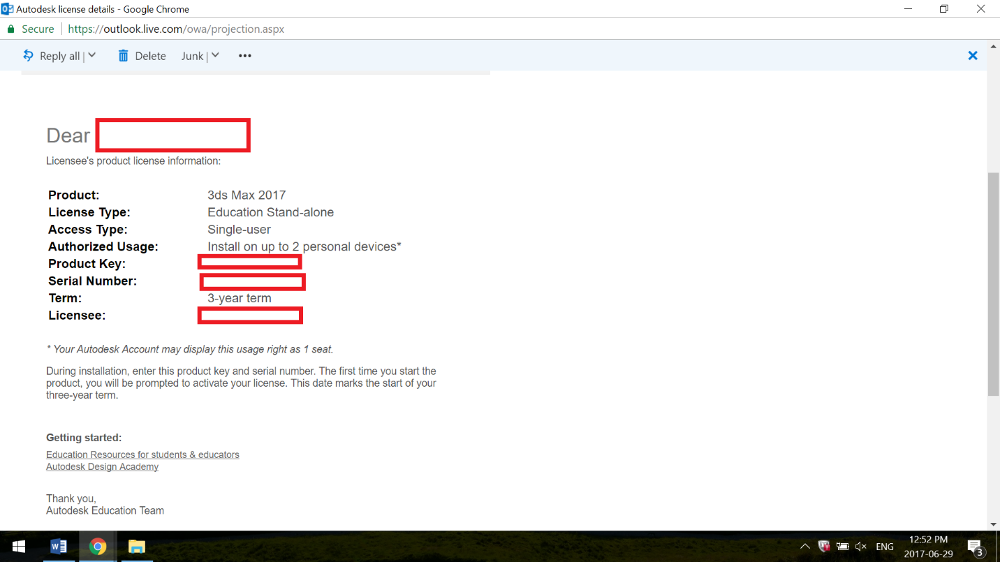 Autodesk license details - Google Chrome
Secure https://outlook.live.com/owa/projection.aspx
Reply all | Delete Junk | •••
Dear
Licensee's product license information:
Product: 3ds Max 2017
License Type: Education Stand-alone
Access Type: Single-user
Authorized Usage: Install on up to 2 personal devices*
Product Key:
Serial Number:
Term: 3-year term
Licensee:
* Your Autodesk Account may display this usage right as 1 seat.
During installation, enter this product key and serial number. The first time you start the
product, you will be prompted to activate your license. This date marks the start of your
three-year term.
Getting started:
Education Resources for students & educators
Autodesk Design Academy
Thank you,
Autodesk Education Team
ENG 12:52 PM
2017-06-29 3